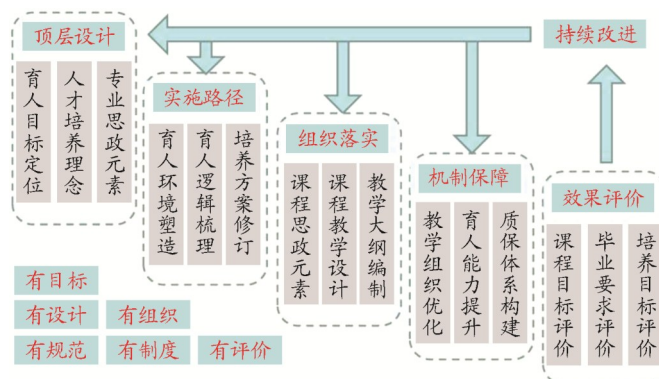 顶层设计
育人目标定位
人才培养理念
专业思政元素
实施路径
育人环境塑造
育人逻辑梳理
培养方案修订
组织落实
课程思政元素
课程教学设计
教学大纲编制
机制保障
教学组织优化
育人能力提升
质保体系构建
持续改进
效果评价
课程目标评价
毕业要求评价
培养目标评价
有目标
有设计 有组织
有规范 有制度 有评价